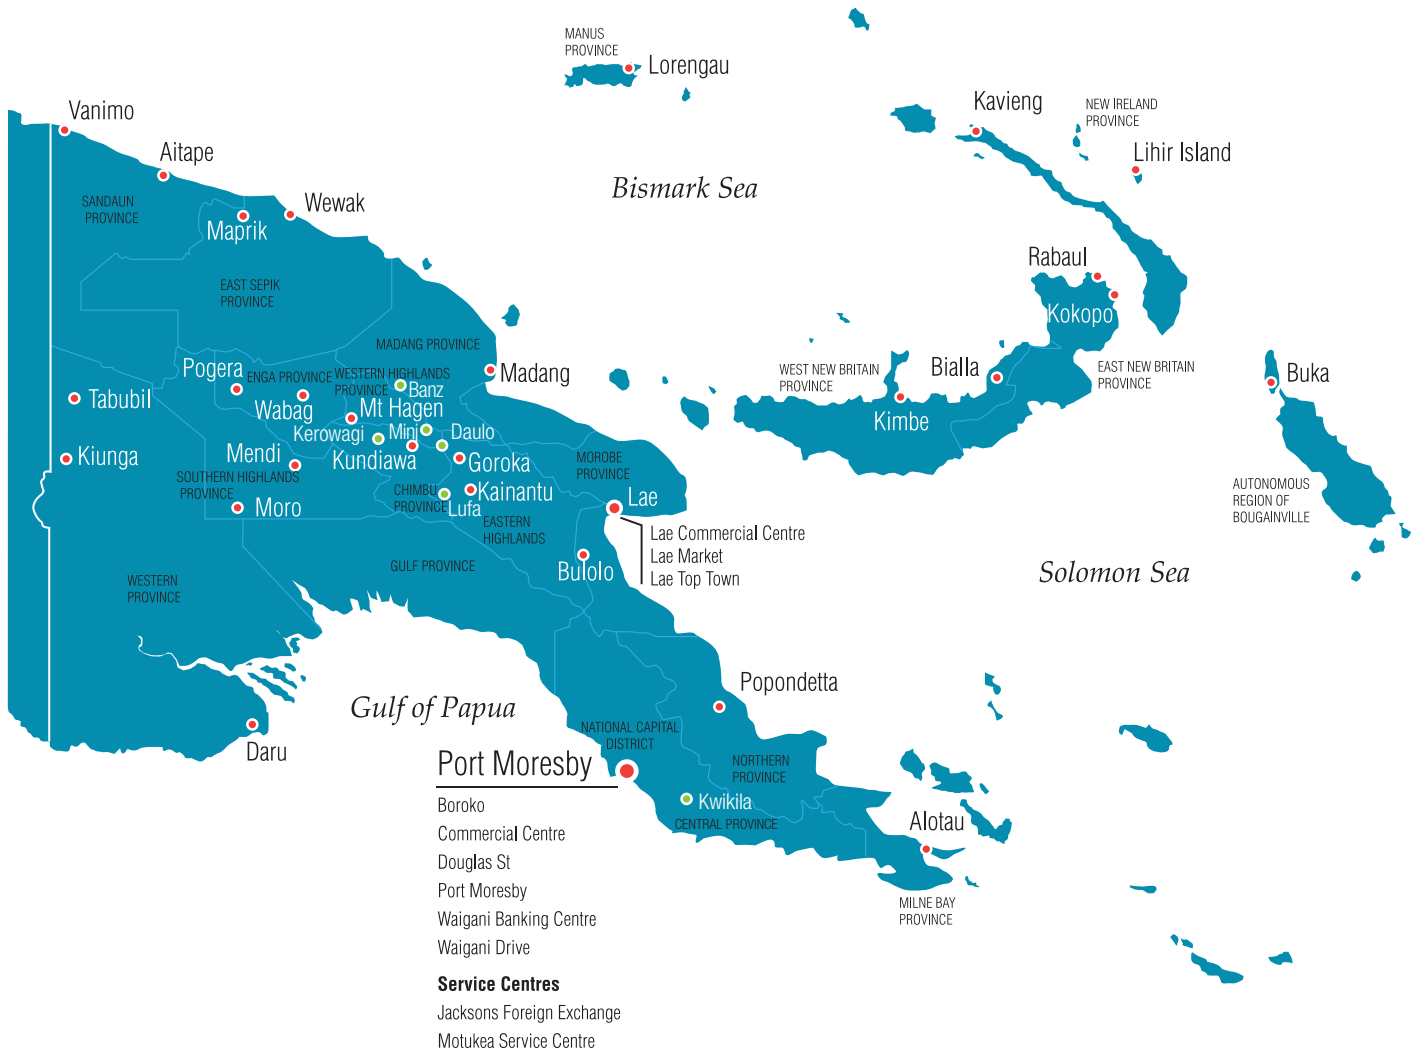 MANUS
PROVINCE
Lorengau
Vanimo
Kavieng
NEW IRELAND
PROVINCE
Aitape
Lihir Island
Bismark Sea
SANDAUN
PROVINCE
Wewak
Maprik
Rabaul
EAST SEPIK
PROVINCE
Kokopo
MADANG PROVINCE
Pogera
ENGA PROVINCE
WESTERN HIGHLANDS
PROVINCE
Banz
Madang
WEST NEW BRITAIN
PROVINCE
Bialla
EAST NEW BRITAIN
PROVINCE
Buka
Tabubil
Wabag
Mt Hagen
Kimbe
Kerowagi
Minj
Daulo
Kiunga
Mendi
Kundiawa
Goroka
MOROBE
PROVINCE
SOUTHERN HIGHLANDS
PROVINCE
CHIMBU
PROVINCE
Kainantu
Lae
AUTONOMOUS
REGION OF
BOUGAINVILLE
Moro
Lufa
EASTERN
HIGHLANDS
Lae Commercial Centre
Lae Market
Lae Top Town
GULF PROVINCE
Bulolo
Solomon Sea
WESTERN
PROVINCE
Popondetta
Gulf of Papua
NATIONAL CAPITAL
DISTRICT
Daru
Port Moresby
NORTHERN
PROVINCE
Kwikila
CENTRAL PROVINCE
Alotau
MILNE BAY
PROVINCE
Boroko
Commercial Centre
Douglas St
Port Moresby
Waigani Banking Centre
Waigani Drive
Service Centres
Jacksons Foreign Exchange
Motukea Service Centre